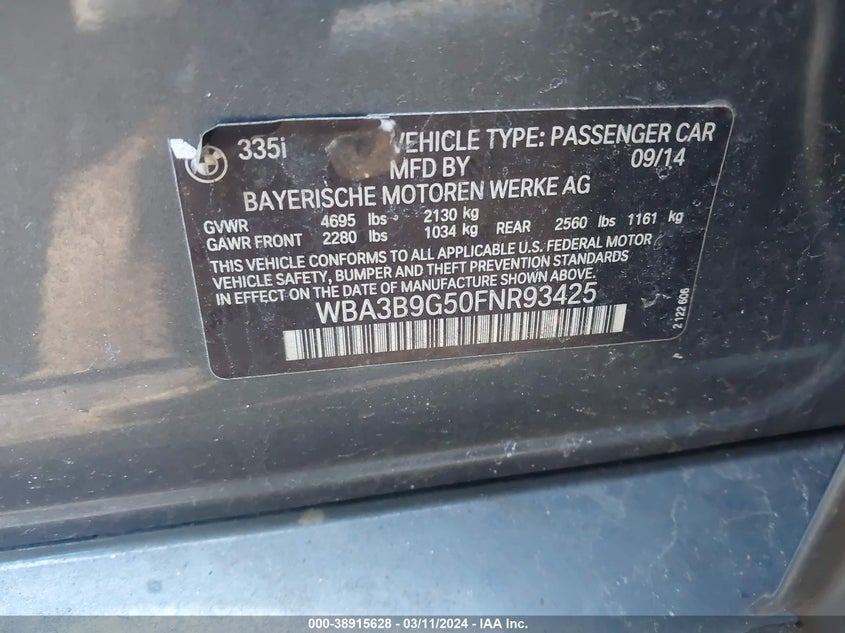 335i VEHICLE TYPE: PASSENGER CAR
MFD BY 09/14
BAYERISCHE MOTOREN WERKE AG
GVWR 4695 lbs 2130 kg
GAWR FRONT 2280 lbs 1034 kg REAR 2560 lbs 1161 kg
THIS VEHICLE CONFORMS TO ALL APPLICABLE U.S. FEDERAL MOTOR
VEHICLE SAFETY, BUMPER AND THEFT PREVENTION STANDARDS
IN EFFECT ON THE DATE OF MANUFACTURE SHOWN ABOVE.
WBA3B9G50FNR93425
P 2 122 606
000-38915628 - 03/11/2024 - IAA Inc.